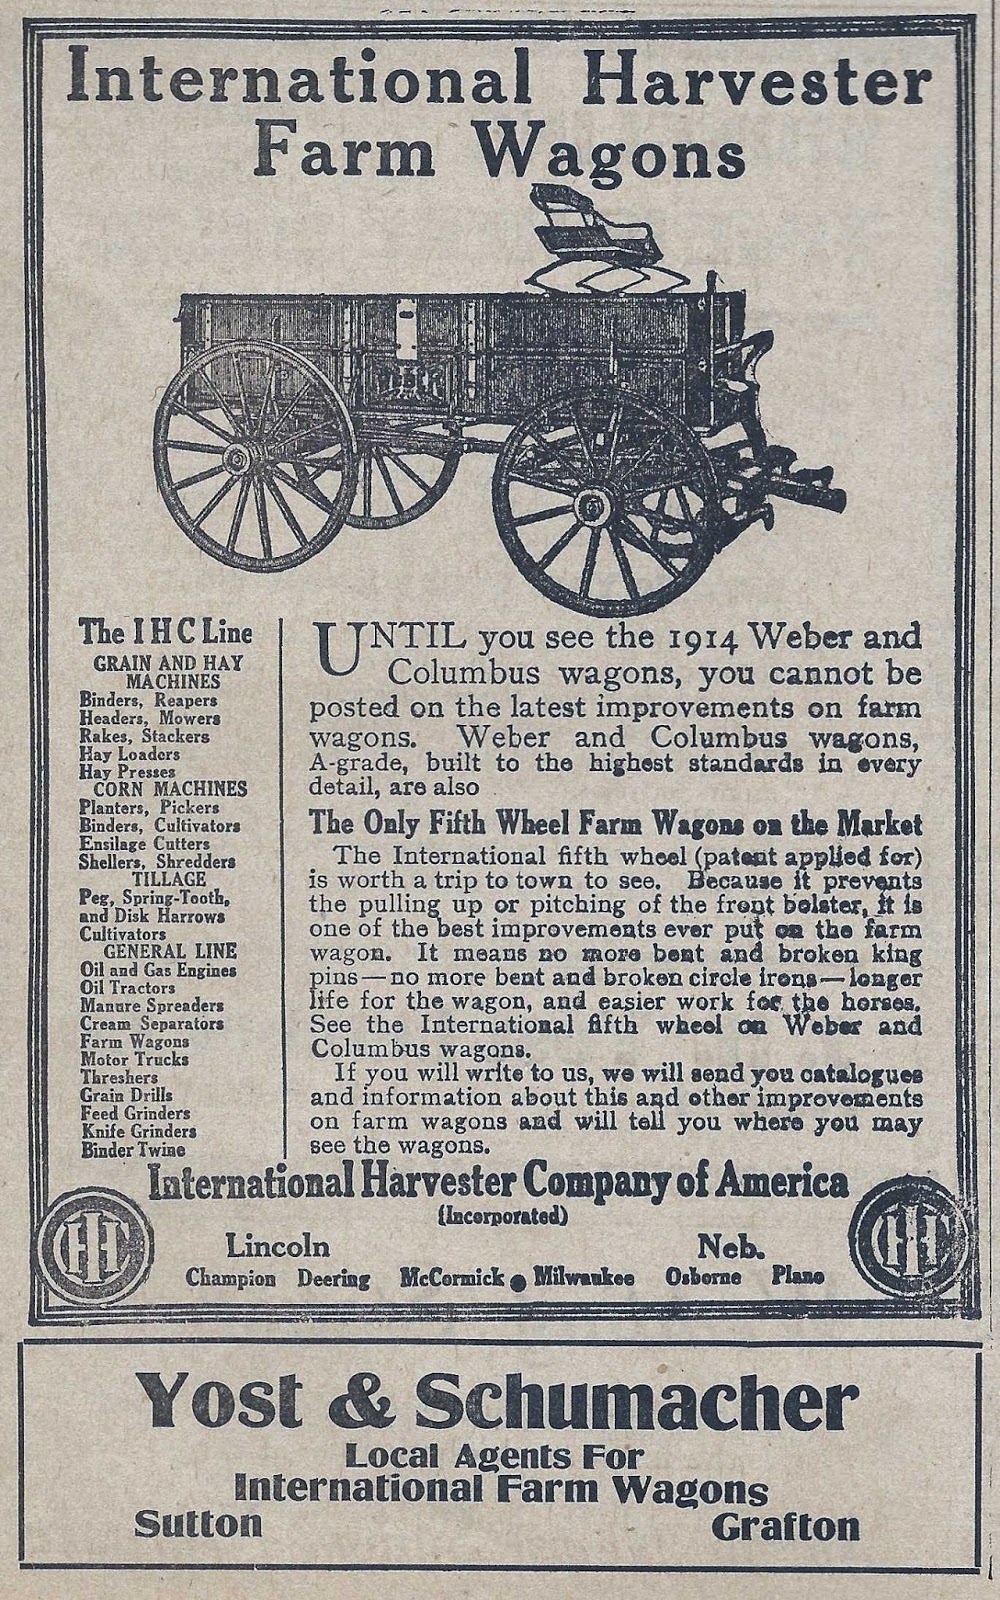 International Harvester
Farm Wagons
The I H C Line
GRAIN AND HAY
MACHINES
Binders, Reapers
Headers, Mowers
Rakes, Stackers
Hay Loaders
Hay Presses
CORN MACHINES
Planters, Pickers
Binders, Cultivators
Ensilage Cutters
Shellers, Shredders
TILLAGE
Peg, Spring-Tooth,
and Disk Harrows
Cultivators
GENERAL LINE
Oil and Gas Engines
Oil Tractors
Manure Spreaders
Cream Separators
Farm Wagons
Motor Trucks
Threshers
Grain Drills
Feed Grinders
Knife Grinders
Binder Twine
UNTIL you see the 1914 Weber and
Columbus wagons, you cannot be
posted on the latest improvements on farm
wagons. Weber and Columbus wagons,
A-grade, built to the highest standards in every
detail, are also
The Only Fifth Wheel Farm Wagons on the Market
The International fifth wheel (patent applied for)
is worth a trip to town to see. Because it prevents
the pulling up or pitching of the front bolster, it is
one of the best improvements ever put on the farm
wagon. It means no more bent and broken king
pins—no more bent and broken circle irons—longer
life for the wagon, and easier work for the horses.
See the International fifth wheel on Weber and
Columbus wagons.
If you will write to us, we will send you catalogues
and information about this and other improvements
on farm wagons and will tell you where you may
see the wagons.
International Harvester Company of America
(Incorporated)
IHC
Lincoln Neb.
IHC
Champion Deering McCormick Milwaukee Osborne Plano
Yost & Schumacher
Local Agents For
International Farm Wagons
Sutton Grafton